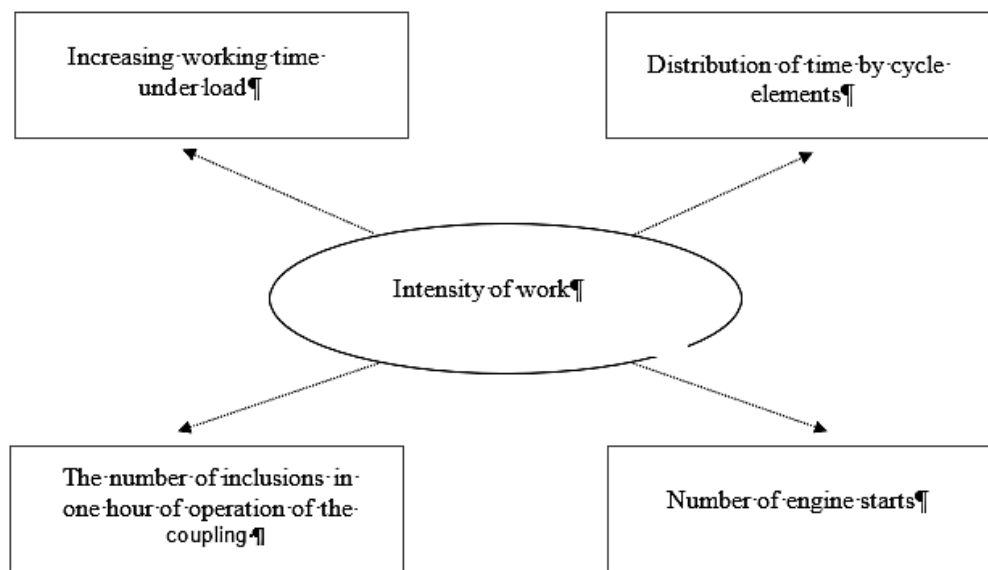 Increasing·working·time·
under·load¶
Distribution·of·time·by·cycle·
elements¶
Intensity·of·work¶
The·number·of·inclusions·in·
one·hour·of·operation·of·the·
coupling·¶
Number·of·engine·starts¶